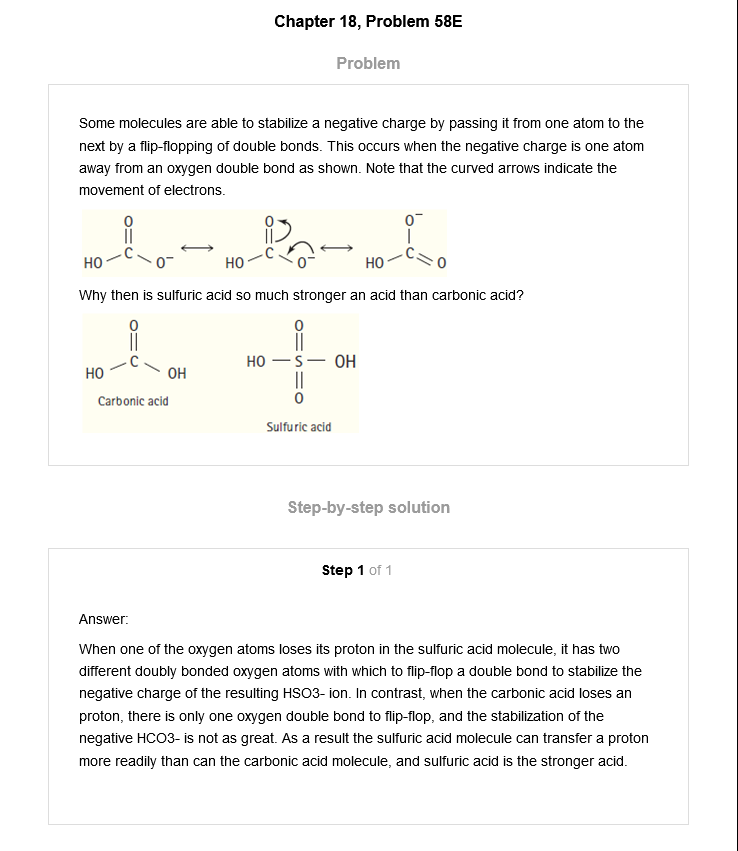 Chapter 18, Problem 58E
Problem
Some molecules are able to stabilize a negative charge by passing it from one atom to the
next by a flip-flopping of double bonds. This occurs when the negative charge is one atom
away from an oxygen double bond as shown. Note that the curved arrows indicate the
movement of electrons.
O O O⁻
C C C
HO O⁻ HO O⁻ HO O
Why then is sulfuric acid so much stronger an acid than carbonic acid?
O O
C HO S OH
HO OH
O
Carbonic acid
Sulfuric acid
Step-by-step solution
Step 1 of 1
Answer:
When one of the oxygen atoms loses its proton in the sulfuric acid molecule, it has two
different doubly bonded oxygen atoms with which to flip-flop a double bond to stabilize the
negative charge of the resulting HSO3- ion. In contrast, when the carbonic acid loses an
proton, there is only one oxygen double bond to flip-flop, and the stabilization of the
negative HCO3- is not as great. As a result the sulfuric acid molecule can transfer a proton
more readily than can the carbonic acid molecule, and sulfuric acid is the stronger acid.